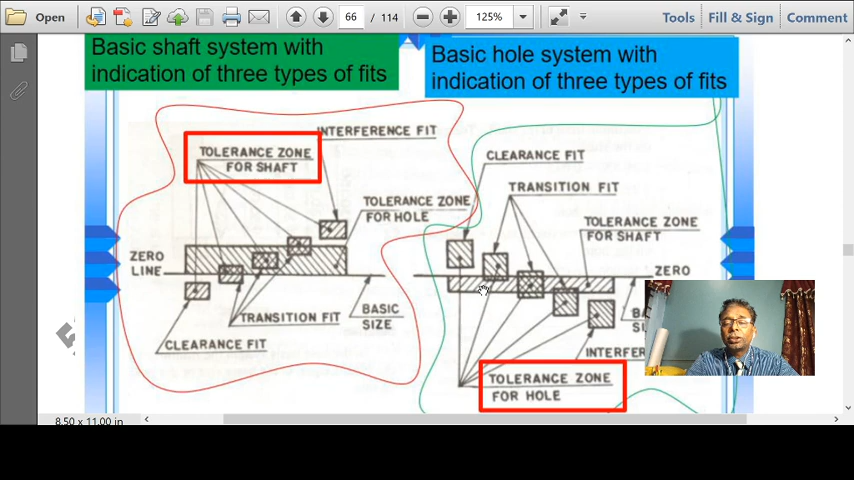 Open
66 / 114
125%
Tools
Fill & Sign
Comment
Basic shaft system with
indication of three types of fits
Basic hole system with
indication of three types of fits
INTERFERENCE FIT
TOLERANCE ZONE
FOR SHAFT
TOLERANCE ZONE
FOR HOLE
ZERO
LINE
BASIC
SIZE
TRANSITION FIT
CLEARANCE FIT
CLEARANCE FIT
TRANSITION FIT
TOLERANCE ZONE
FOR SHAFT
ZERO
TOLERANCE ZONE
FOR HOLE
8.50 x 11.00 in